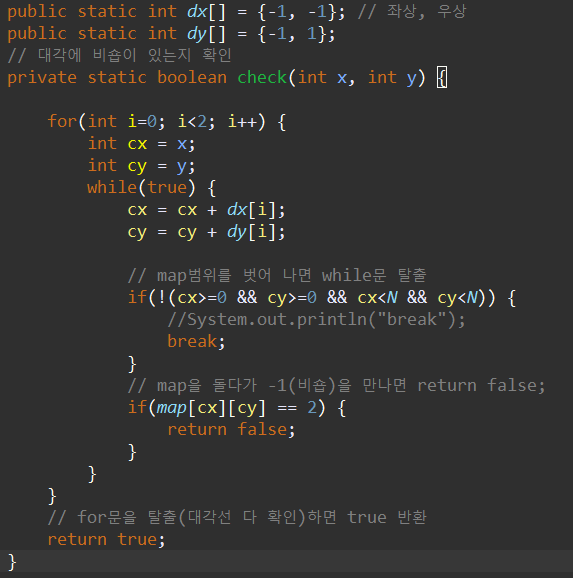 public static int dx[] = {-1, -1}; // 좌상, 우상
public static int dy[] = {-1, 1};
// 대각에 비숍이 있는지 확인
private static boolean check(int x, int y) {
for(int i=0; i<2; i++) {
int cx = x;
int cy = y;
while(true) {
cx = cx + dx[i];
cy = cy + dy[i];
// map범위를 벗어 나면 while문 탈출
if(!(cx>=0 && cy>=0 && cx<N && cy<N)) {
//System.out.println("break");
break;
}
// map을 돌다가 -1(비숍)을 만나면 return false;
if(map[cx][cy] == 2) {
return false;
}
}
}
// for문을 탈출(대각선 다 확인)하면 true 반환
return true;
}